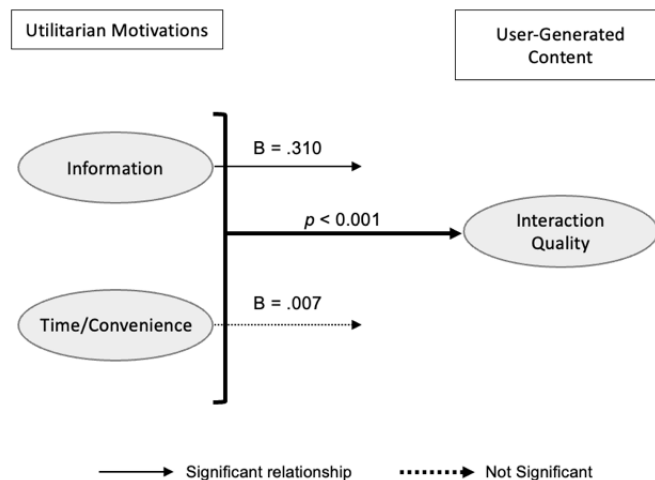 Utilitarian Motivations
User-Generated
Content
Information
B = .310
p < 0.001
Interaction
Quality
B = .007
Time/Convenience
Significant relationship
Not Significant